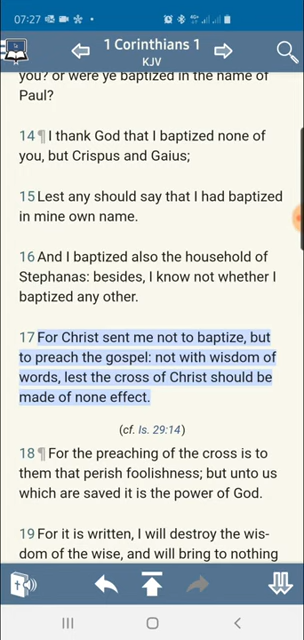 07:27
1 Corinthians 1
KJV
you? or were ye baptized in the name of
Paul?
14 ¶ I thank God that I baptized none of
you, but Crispus and Gaius;
15 Lest any should say that I had baptized
in mine own name.
16 And I baptized also the household of
Stephanas: besides, I know not whether I
baptized any other.
17 For Christ sent me not to baptize, but
to preach the gospel: not with wisdom of
words, lest the cross of Christ should be
made of none effect.
(cf. Is. 29:14)
18 ¶ For the preaching of the cross is to
them that perish foolishness; but unto us
which are saved it is the power of God.
19 For it is written, I will destroy the wis-
dom of the wise, and will bring to nothing